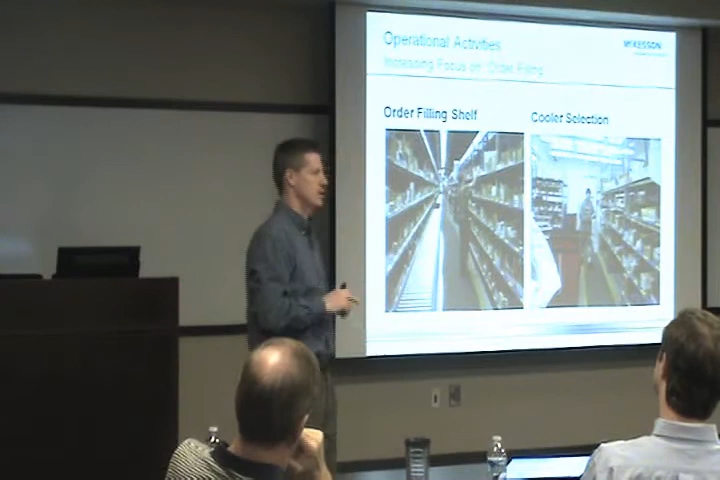 Operational Activities
MCKESSON
Increasing Focus on: Order Filling
Order Filling Shelf
Cooler Selection